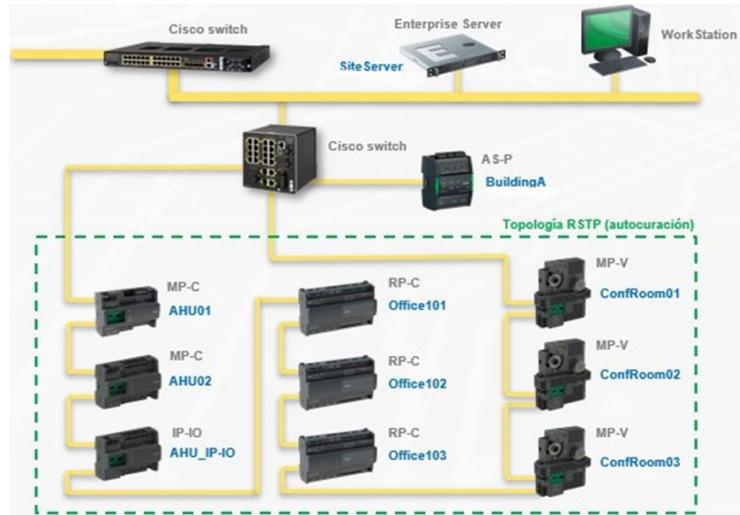 Cisco switch
Enterprise Server
SiteServer
WorkStation
Cisco switch
AS-P
BuildingA
Topología RSTP (autocuración)
MP-C
AHU01
RP-C
Office101
MP-V
ConfRoom01
MP-C
AHU02
RP-C
Office102
MP-V
ConfRoom02
IP-IO
AHU_IP-IO
RP-C
Office103
MP-V
ConfRoom03